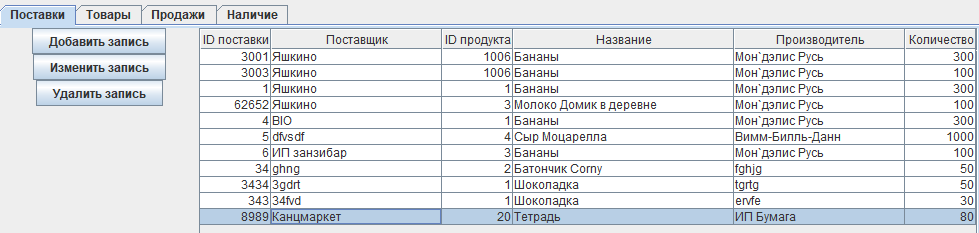 Поставки Товары Продажи Наличие
Добавить запись
Изменить запись
Удалить запись
ID поставки Поставщик ID продукта Название Производитель Количество
3001 Яшкино 1006 Бананы Мон`дэлис Русь 300
3003 Яшкино 1006 Бананы Мон`дэлис Русь 100
1 Яшкино 1 Бананы Мон`дэлис Русь 300
62652 Яшкино 3 Молоко Домик в деревне Мон`дэлис Русь 100
4 BIO 1 Бананы Мон`дэлис Русь 300
5 dfvsdf 4 Сыр Моцарелла Вимм-Билль-Данн 1000
6 ИП занзибар 3 Бананы Мон`дэлис Русь 100
34 ghng 2 Батончик Corny fghjg 50
3434 3gdrt 1 Шоколадка tgrtg 50
343 34fvd 1 Шоколадка ervfe 30
8989 Канцмаркет 20 Тетрадь ИП Бумага 80